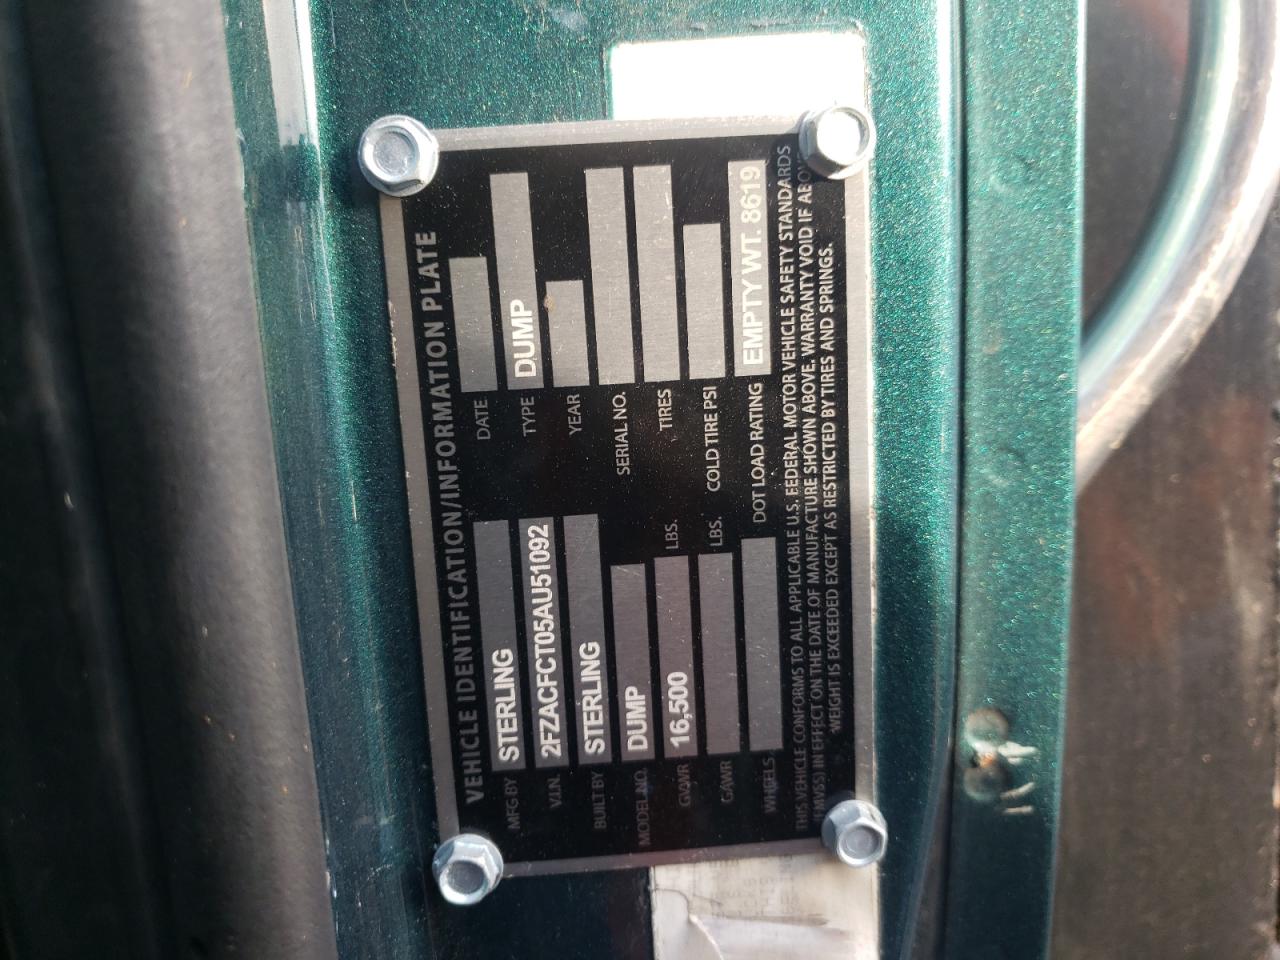 VEHICLE IDENTIFICATION/INFORMATION PLATE
MFG BY STERLING DATE
V.I.N. 2FZACFCT05AU51092 TYPE DUMP
BUILT BY STERLING YEAR
MODEL NO. DUMP SERIAL NO.
GVWR 16,500 LBS. TIRES
GAWR LBS. COLD TIRE PSI
WHEELS DOT LOAD RATING EMPTY WT. 8619
THIS VEHICLE CONFORMS TO ALL APPLICABLE U.S. FEDERAL MOTOR VEHICLE SAFETY STANDARDS
(FMVSS) IN EFFECT ON THE DATE OF MANUFACTURE SHOWN ABOVE. WARRANTY VOID IF ABOVE
WEIGHT IS EXCEEDED EXCEPT AS RESTRICTED BY TIRES AND SPRINGS.